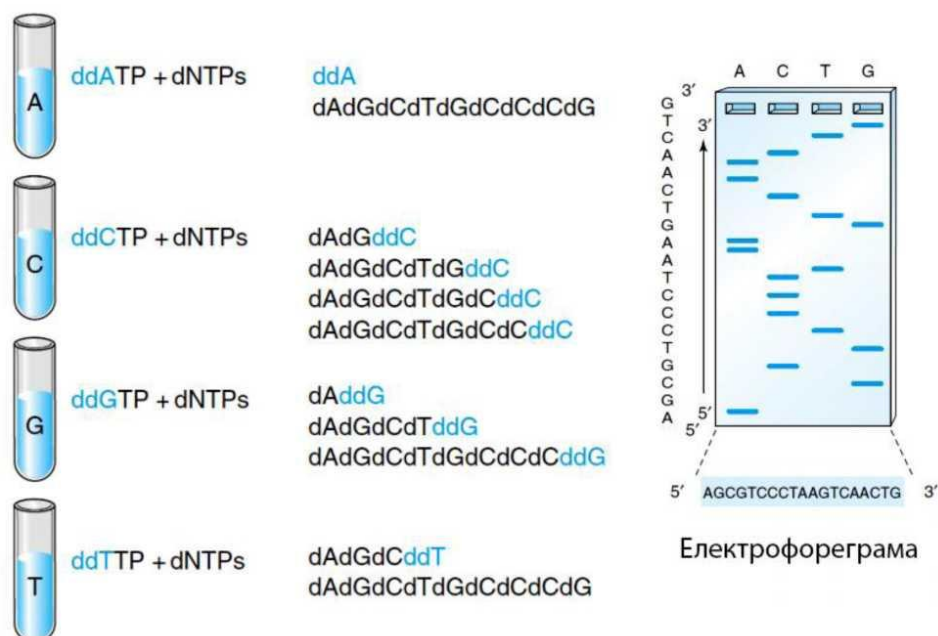 A
ddATP + dNTPs
ddA
dAdGdCdTdGdCdCdCdG
C
ddCTP + dNTPs
dAdGddC
dAdGdCdTdGddC
dAdGdCdTdGdCddC
dAdGdCdTdGdCdCddC
G
ddGTP + dNTPs
dAddG
dAdGdCdTddG
dAdGdCdTdGdCdCdCddG
T
ddTTP + dNTPs
dAdGdCddT
dAdGdCdTdGdCdCdCdG
A C T G
3′
3′
G
T
C
A
A
C
T
G
A
A
T
C
C
C
T
G
C
G
A
5′
5′
5′ AGCGTCCCTAAGTCAACTG 3′
Електрофореграма